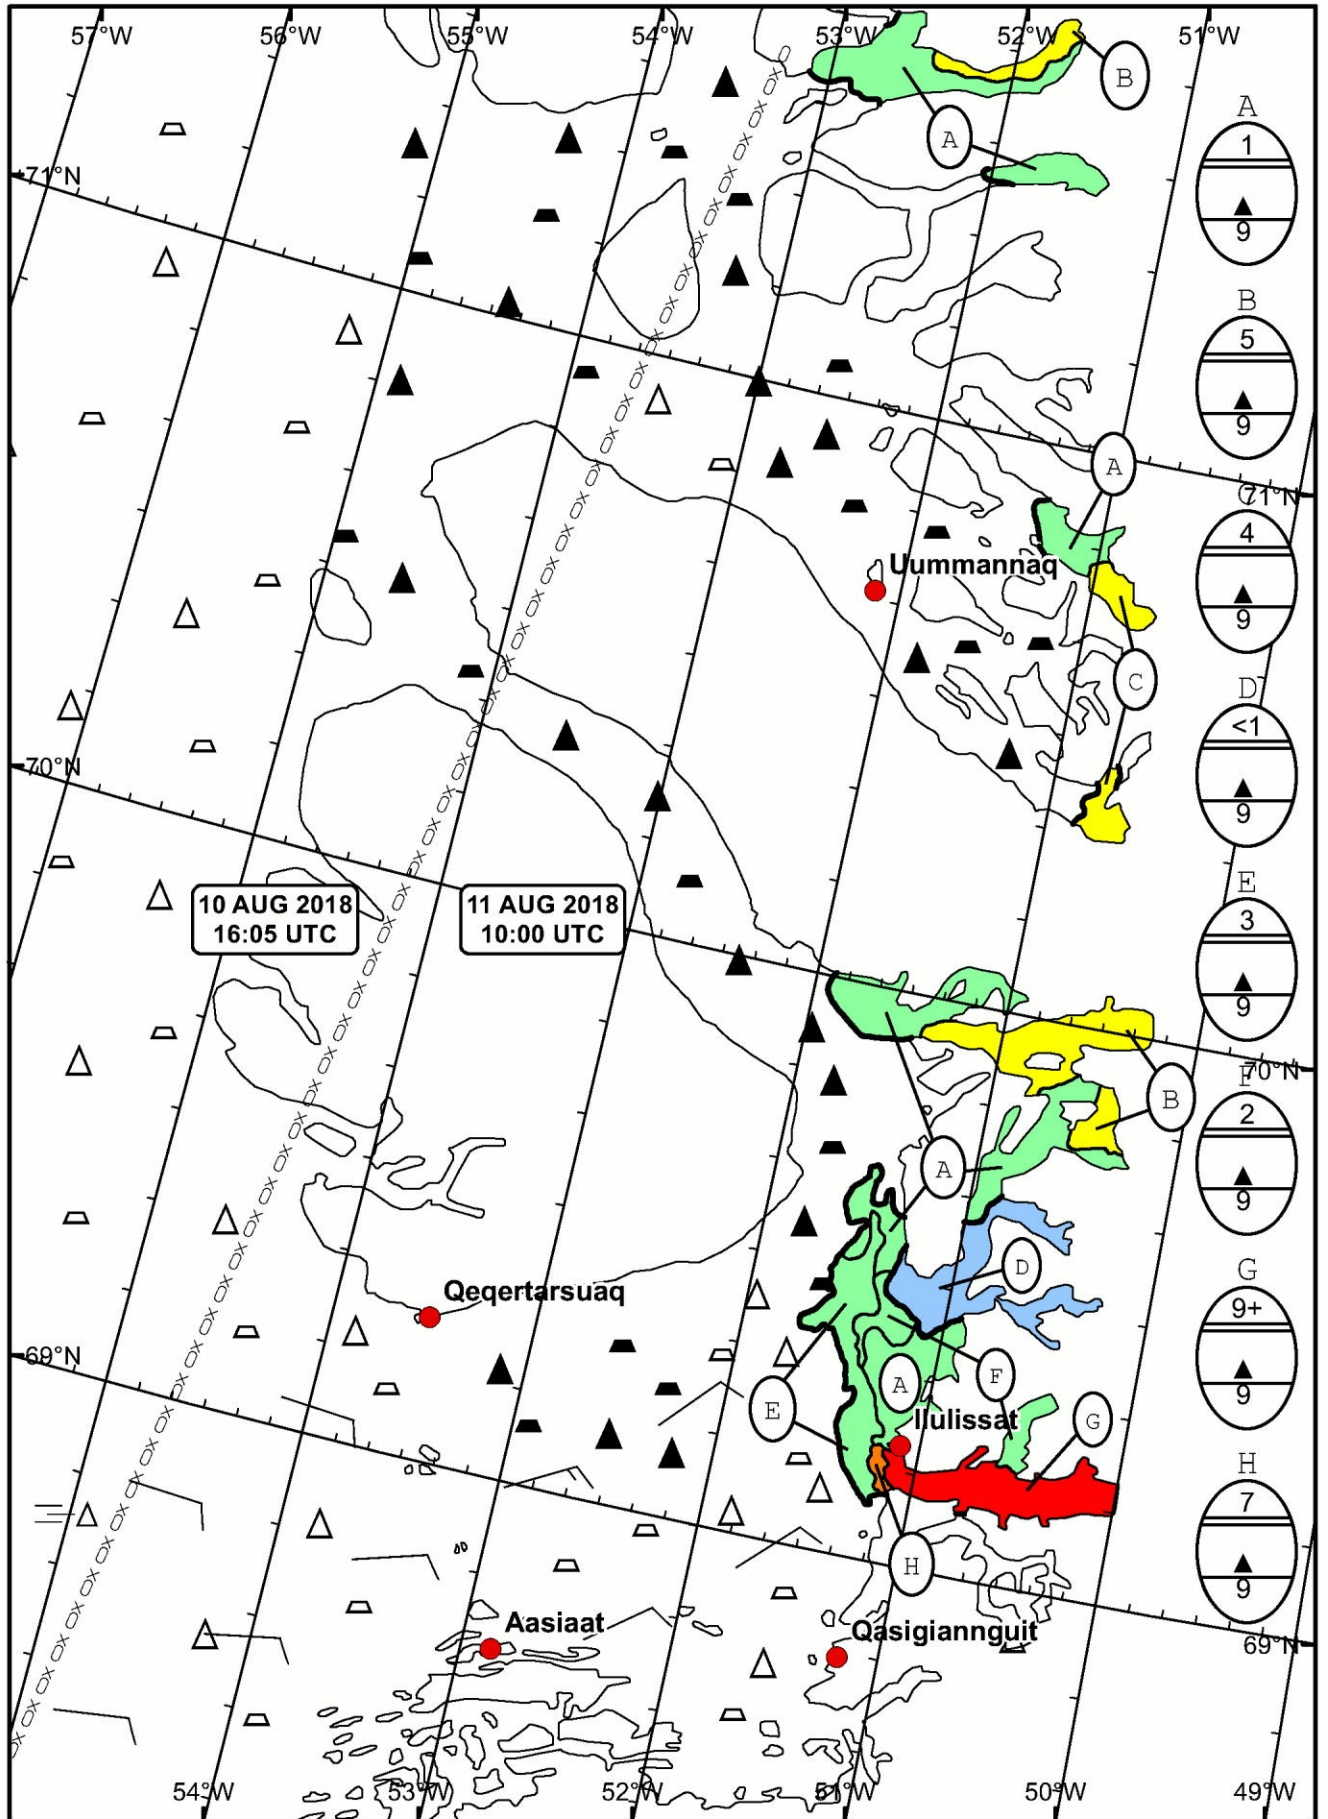 57°W 56°W 55°W 54°W 53°W 52°W 51°W
B
A
A
1
9
71°N
B
5
9
A
C
71°N
4
9
Uummannaq
C
D
<1
9
70°N
E
3
9
10 AUG 2018
16:05 UTC
11 AUG 2018
10:00 UTC
70°N
F
2
9
B
A
D
G
9+
9
Qeqertarsuaq
69°N
F
A
E
G
Ilulissat
H
7
9
H
Aasiaat
Qasigiannguit
69°N
54°W 53°W 52°W 51°W 50°W 49°W